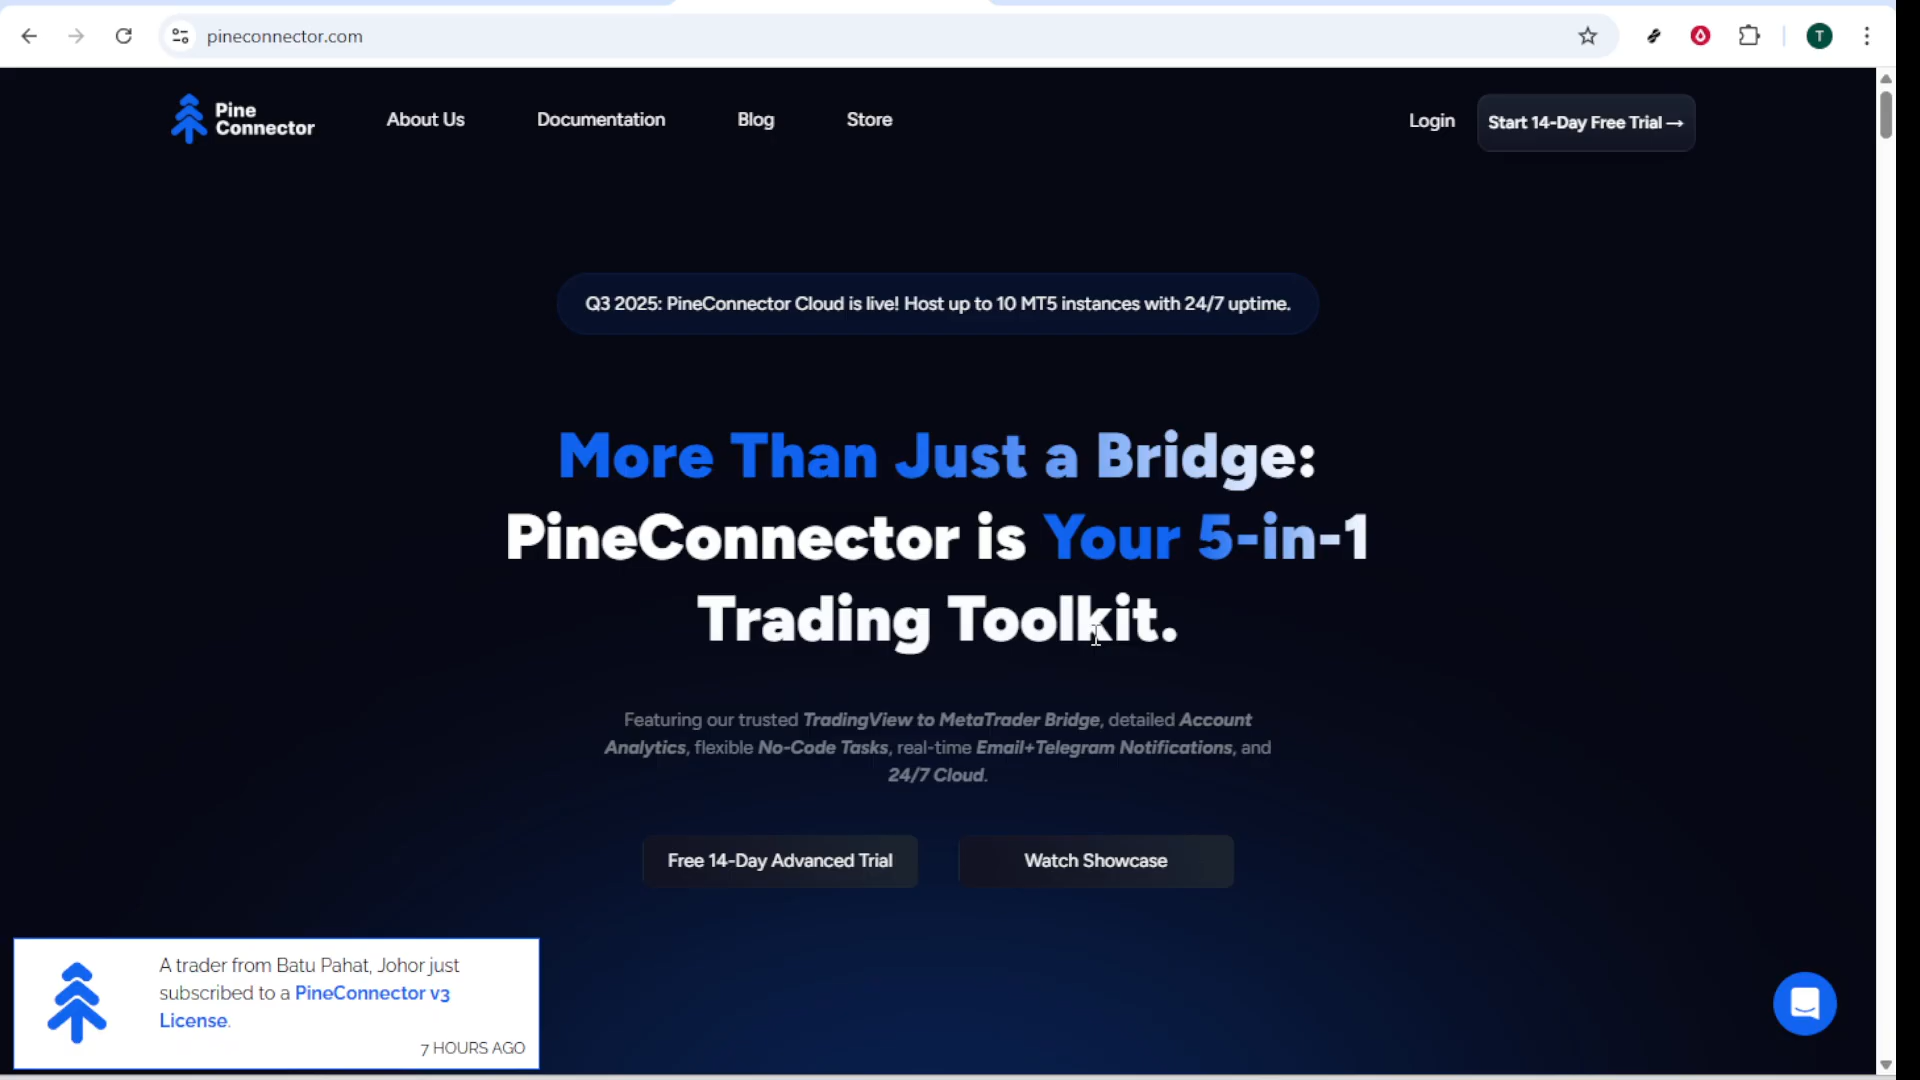 pineconnector.com
T
Pine
Connector
About Us
Documentation
Blog
Store
Login
Start 14-Day Free Trial →
Q3 2025: PineConnector Cloud is live! Host up to 10 MT5 instances with 24/7 uptime.
More Than Just a Bridge:
PineConnector is Your 5-in-1
Trading Toolkit.
Featuring our trusted TradingView to MetaTrader Bridge, detailed Account
Analytics, flexible No-Code Tasks, real-time Email+Telegram Notifications, and
24/7 Cloud.
Free 14-Day Advanced Trial
Watch Showcase
A trader from Batu Pahat, Johor just
subscribed to a PineConnector v3
License.
7 HOURS AGO